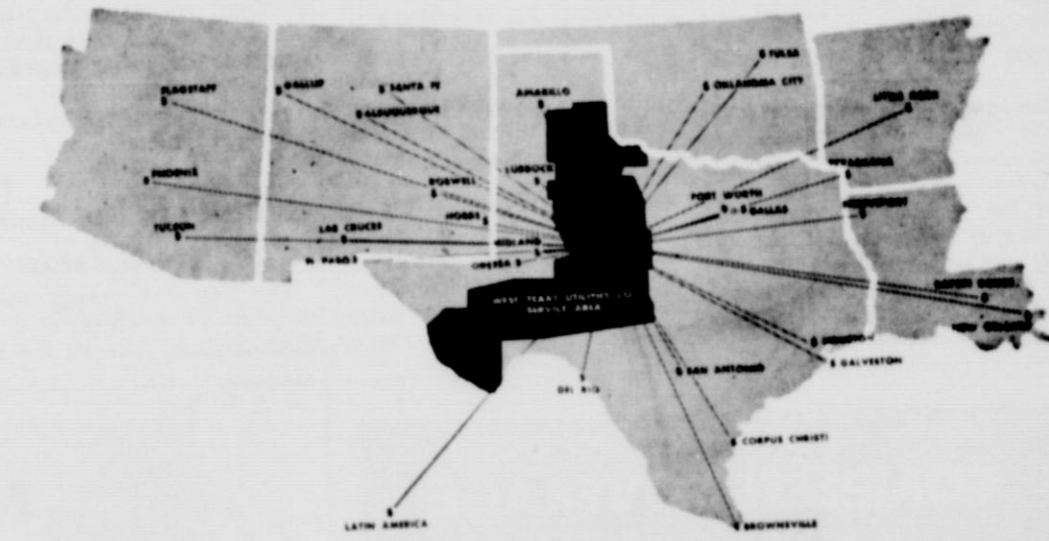 $ TULSA
FLAGSTAFF
$
$ GALLUP
$ SANTA FE
$ OKLAHOMA CITY
AMARILLO
$
LITTLE ROCK
$
$ ALBUQUERQUE
PHOENIX
$
LUBBOCK
$
TEXARKANA
$
ROSWELL
$
FORT WORTH
$
$ DALLAS
SHREVEPORT
$
HOBBS $
TUCSON
$
LAS CRUCES
$
MIDLAND
$
EL PASO $
ODESSA $
BATON ROUGE
$
WEST TEXAS UTILITIES CO
SERVICE AREA
$
NEW ORLEANS
$ HOUSTON
$ GALVESTON
$ SAN ANTONIO
$
DEL RIO
$ CORPUS CHRISTI
$
LATIN AMERICA
$ BROWNSVILLE